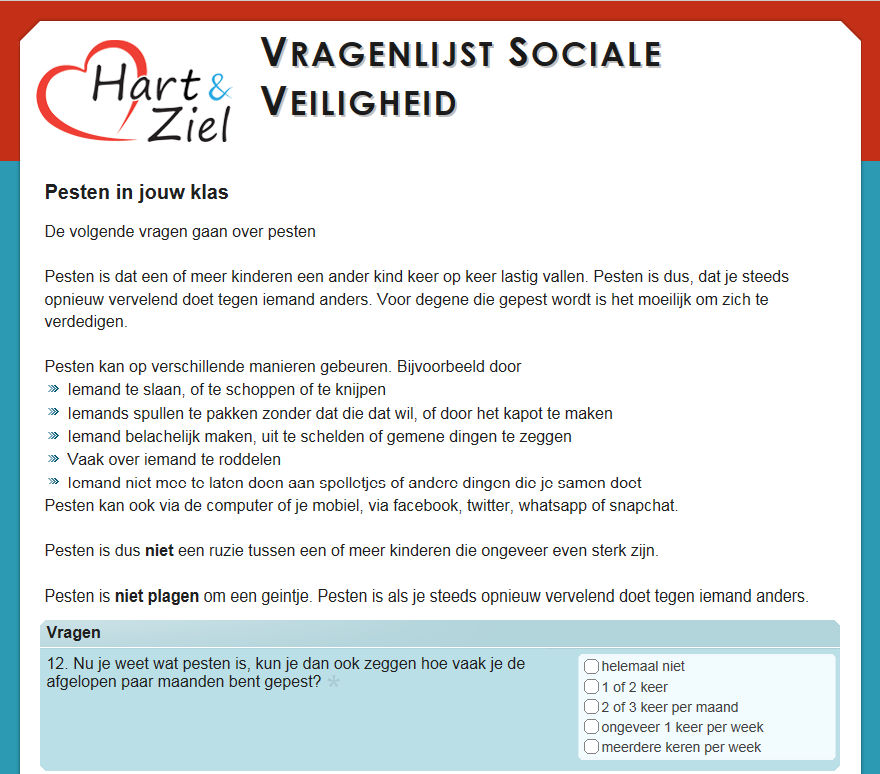 Hart &
Ziel
VRAGENLIJST SOCIALE
VEILIGHEID
Pesten in jouw klas
De volgende vragen gaan over pesten
Pesten is dat een of meer kinderen een ander kind keer op keer lastig vallen. Pesten is dus, dat je steeds
opnieuw vervelend doet tegen iemand anders. Voor degene die gepest wordt is het moeilijk om zich te
verdedigen.
Pesten kan op verschillende manieren gebeuren. Bijvoorbeeld door
Iemand te slaan, of te schoppen of te knijpen
Iemands spullen te pakken zonder dat die dat wil, of door het kapot te maken
Iemand belachelijk maken, uit te schelden of gemene dingen te zeggen
Vaak over iemand te roddelen
Iemand niet mee te laten doen aan spelletjes of andere dingen die je samen doet
Pesten kan ook via de computer of je mobiel, via facebook, twitter, whatsapp of snapchat.
Pesten is dus niet een ruzie tussen een of meer kinderen die ongeveer even sterk zijn.
Pesten is niet plagen om een geintje. Pesten is als je steeds opnieuw vervelend doet tegen iemand anders.
Vragen
12. Nu je weet wat pesten is, kun je dan ook zeggen hoe vaak je de
afgelopen paar maanden bent gepest? *
helemaal niet
1 of 2 keer
2 of 3 keer per maand
ongeveer 1 keer per week
meerdere keren per week